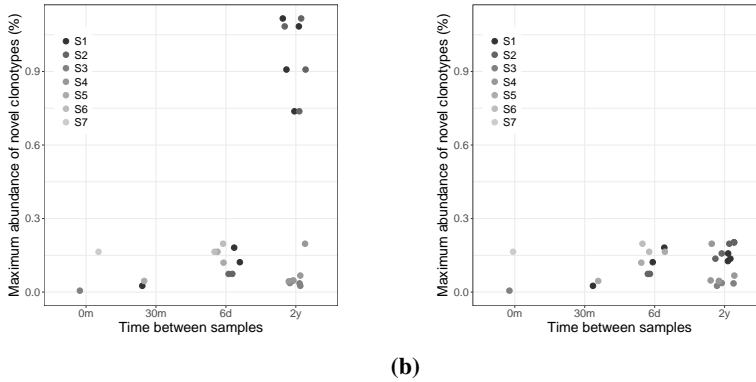 Maximum abundance of novel clonotypes (%)
0.9
0.6
0.3
0.0
S1
S2
S3
S4
S5
S6
S7
0m
30m
6d
2y
Time between samples
Maximum abundance of novel clonotypes (%)
0.9
0.6
0.3
0.0
S1
S2
S3
S4
S5
S6
S7
0m
30m
6d
2y
Time between samples
(b)